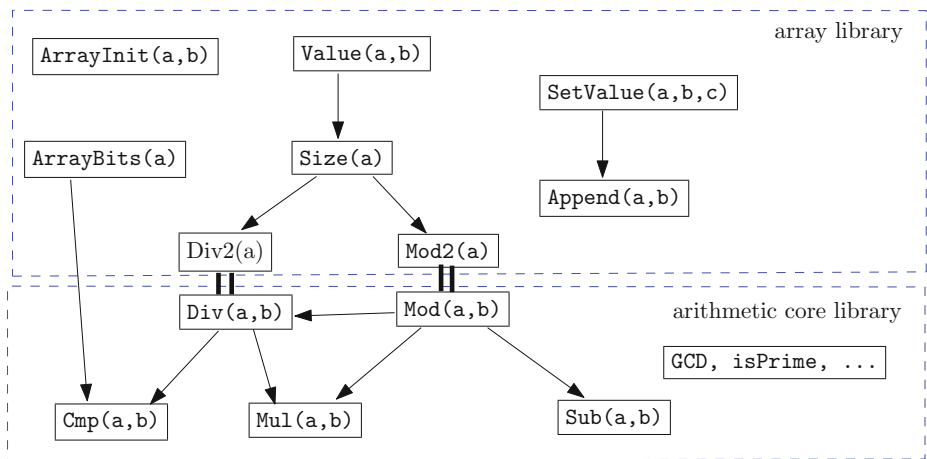 array library
ArrayInit(a,b)
Value(a,b)
SetValue(a,b,c)
ArrayBits(a)
Size(a)
Append(a,b)
Div2(a)
Mod2(a)
Div(a,b)
Mod(a,b)
arithmetic core library
GCD, isPrime, ...
Cmp(a,b)
Mul(a,b)
Sub(a,b)